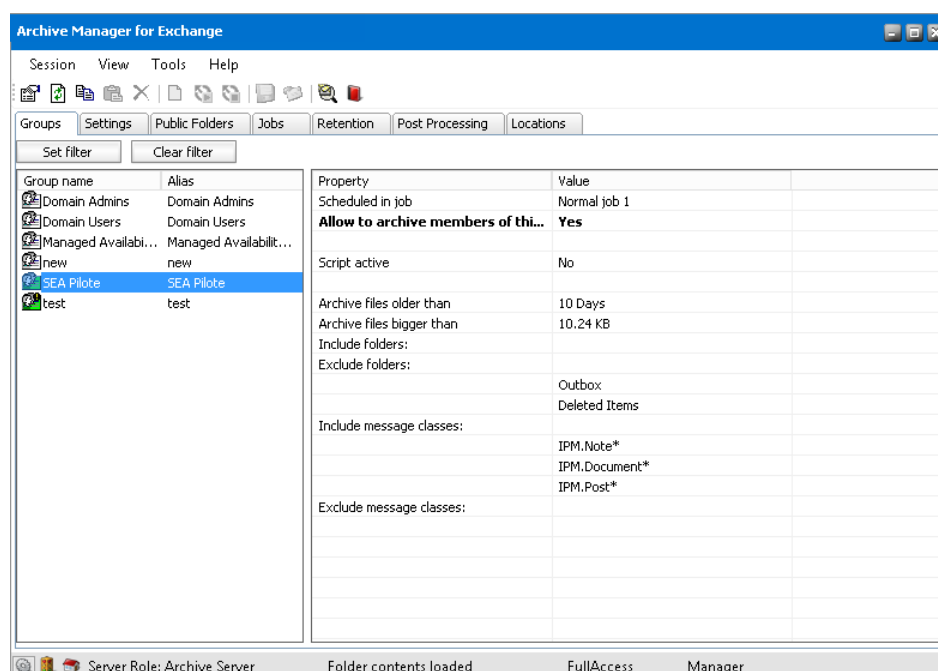 Archive Manager for Exchange
Session View Tools Help
Groups Settings Public Folders Jobs Retention Post Processing Locations
Set filter Clear filter
Group name Alias Property Value
Domain Admins Domain Admins Scheduled in job Normal job 1
Domain Users Domain Users Allow to archive members of thi... Yes
Managed Availabi... Managed Availabilit...
new new Script active No
SEA Pilote SEA Pilote
test test Archive files older than 10 Days
Archive files bigger than 10.24 KB
Include folders:
Exclude folders:
Outbox
Deleted Items
Include message classes:
IPM.Note*
IPM.Document*
IPM.Post*
Exclude message classes:
Server Role: Archive Server Folder contents loaded FullAccess Manager